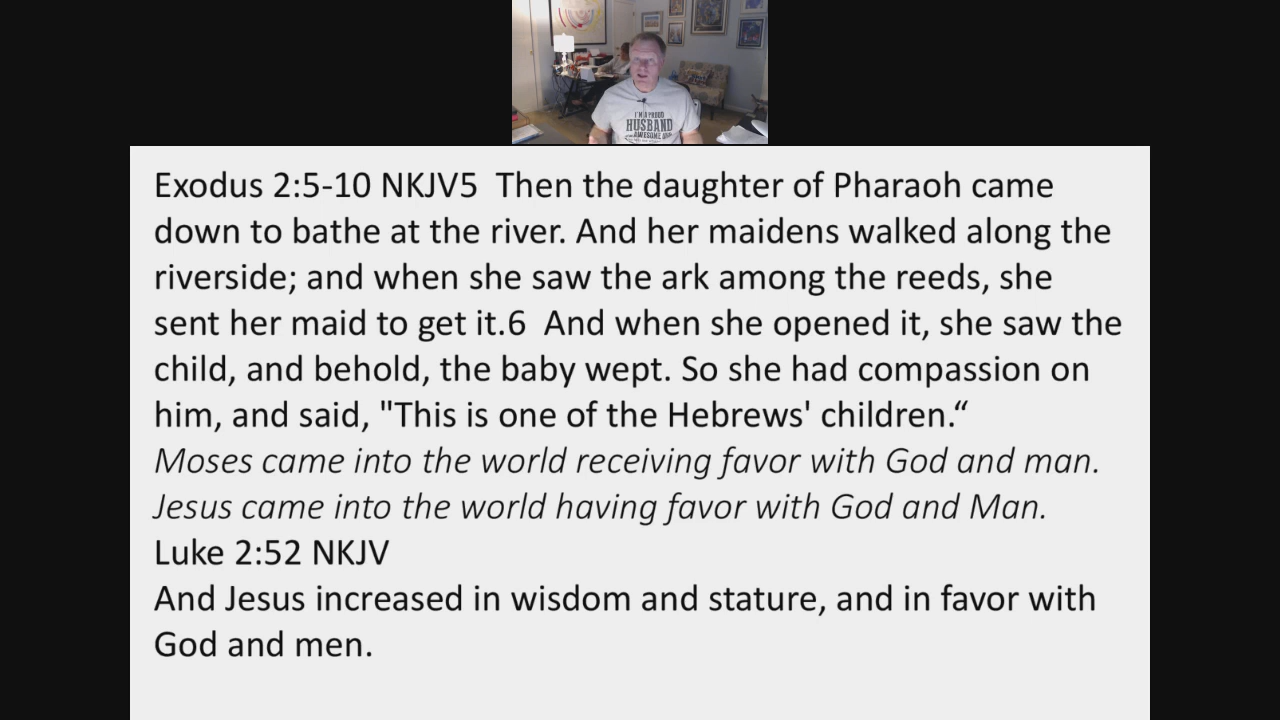 I'M A PROUD
HUSBAND
AWESOME
Exodus 2:5-10 NKJV5  Then the daughter of Pharaoh came
down to bathe at the river. And her maidens walked along the
riverside; and when she saw the ark among the reeds, she
sent her maid to get it.6  And when she opened it, she saw the
child, and behold, the baby wept. So she had compassion on
him, and said, "This is one of the Hebrews' children.“
Moses came into the world receiving favor with God and man.
Jesus came into the world having favor with God and Man.
Luke 2:52 NKJV
And Jesus increased in wisdom and stature, and in favor with
God and men.